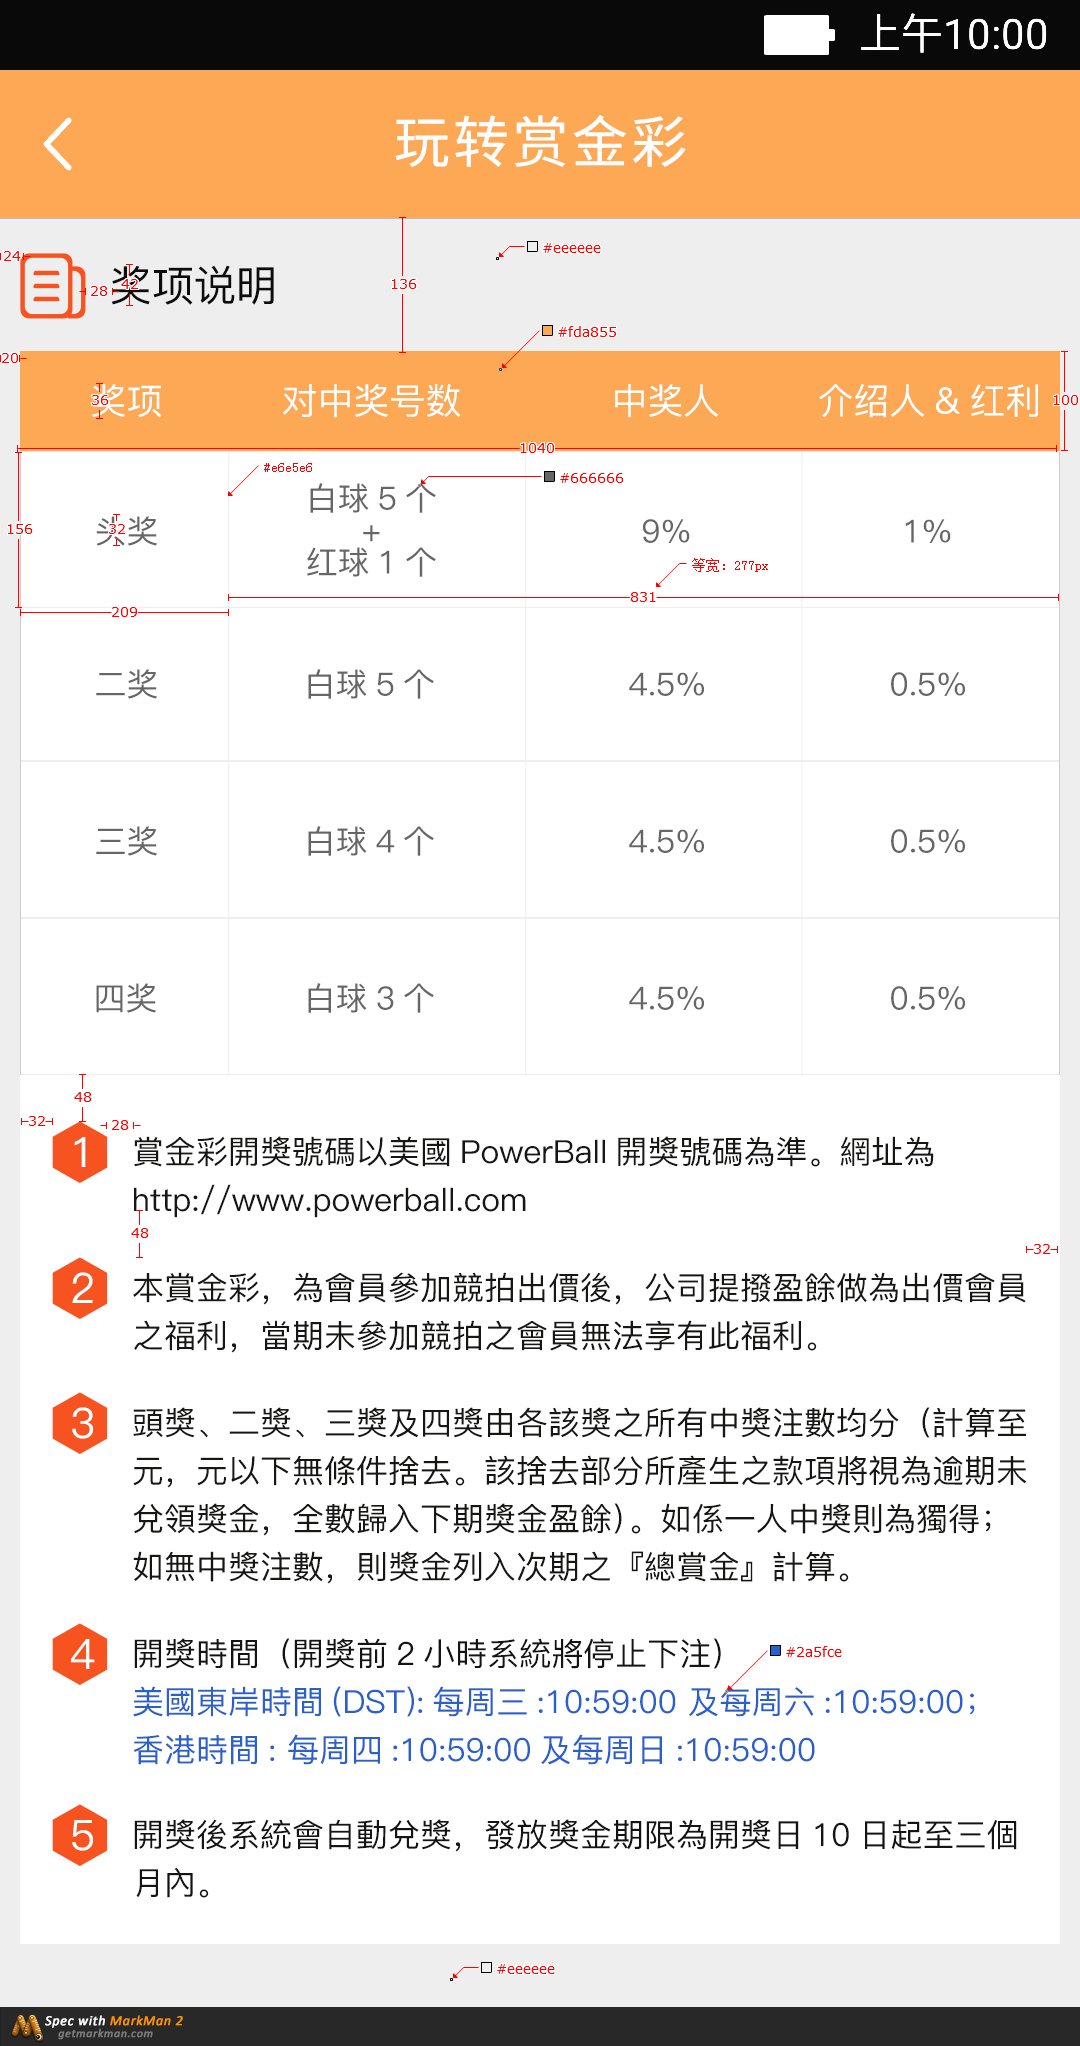 上午10:00
玩转赏金彩
#eeeeee
24
28
42
奖项说明
136
#fda855
20
36
奖项
对中奖号数
中奖人
介绍人 & 红利
100
1040
#e6e5e6
#666666
156
头奖
32
白球 5 个
+
红球 1 个
9%
1%
等宽：277px
831
209
二奖
白球 5 个
4.5%
0.5%
三奖
白球 4 个
4.5%
0.5%
四奖
白球 3 个
4.5%
0.5%
48
32
28
1
賞金彩開獎號碼以美國 PowerBall 開獎號碼為準。網址為
http://www.powerball.com
48
32
2
本賞金彩，為會員參加競拍出價後，公司提撥盈餘做為出價會員
之福利，當期未參加競拍之會員無法享有此福利。
3
頭獎、二獎、三獎及四獎由各該獎之所有中獎注數均分（計算至
元，元以下無條件捨去。該捨去部分所產生之款項將視為逾期未
兌領獎金，全數歸入下期獎金盈餘）。如係一人中獎則為獨得；
如無中獎注數，則獎金列入次期之『總賞金』計算。
4
開獎時間（開獎前 2 小時系統將停止下注）
#2a5fce
美國東岸時間 (DST): 每周三 :10:59:00 及每周六 :10:59:00；
香港時間 : 每周四 :10:59:00 及每周日 :10:59:00
5
開獎後系統會自動兌獎，發放獎金期限為開獎日 10 日起至三個
月內。
#eeeeee
Spec with MarkMan 2
getmarkman.com